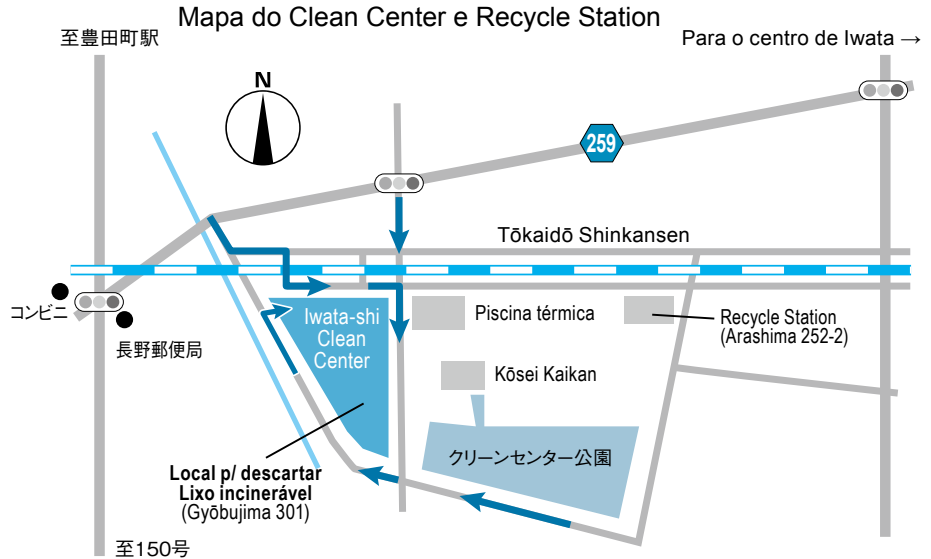 Mapa do Clean Center e Recycle Station
至豊田町駅
Para o centro de Iwata →
N
259
Tōkaidō Shinkansen
コンビニ
長野郵便局
Iwata-shi
Clean
Center
Piscina térmica
Recycle Station
(Arashima 252-2)
Kōsei Kaikan
クリーンセンター公園
Local p/ descartar
Lixo incinerável
(Gyōbujima 301)
至150号